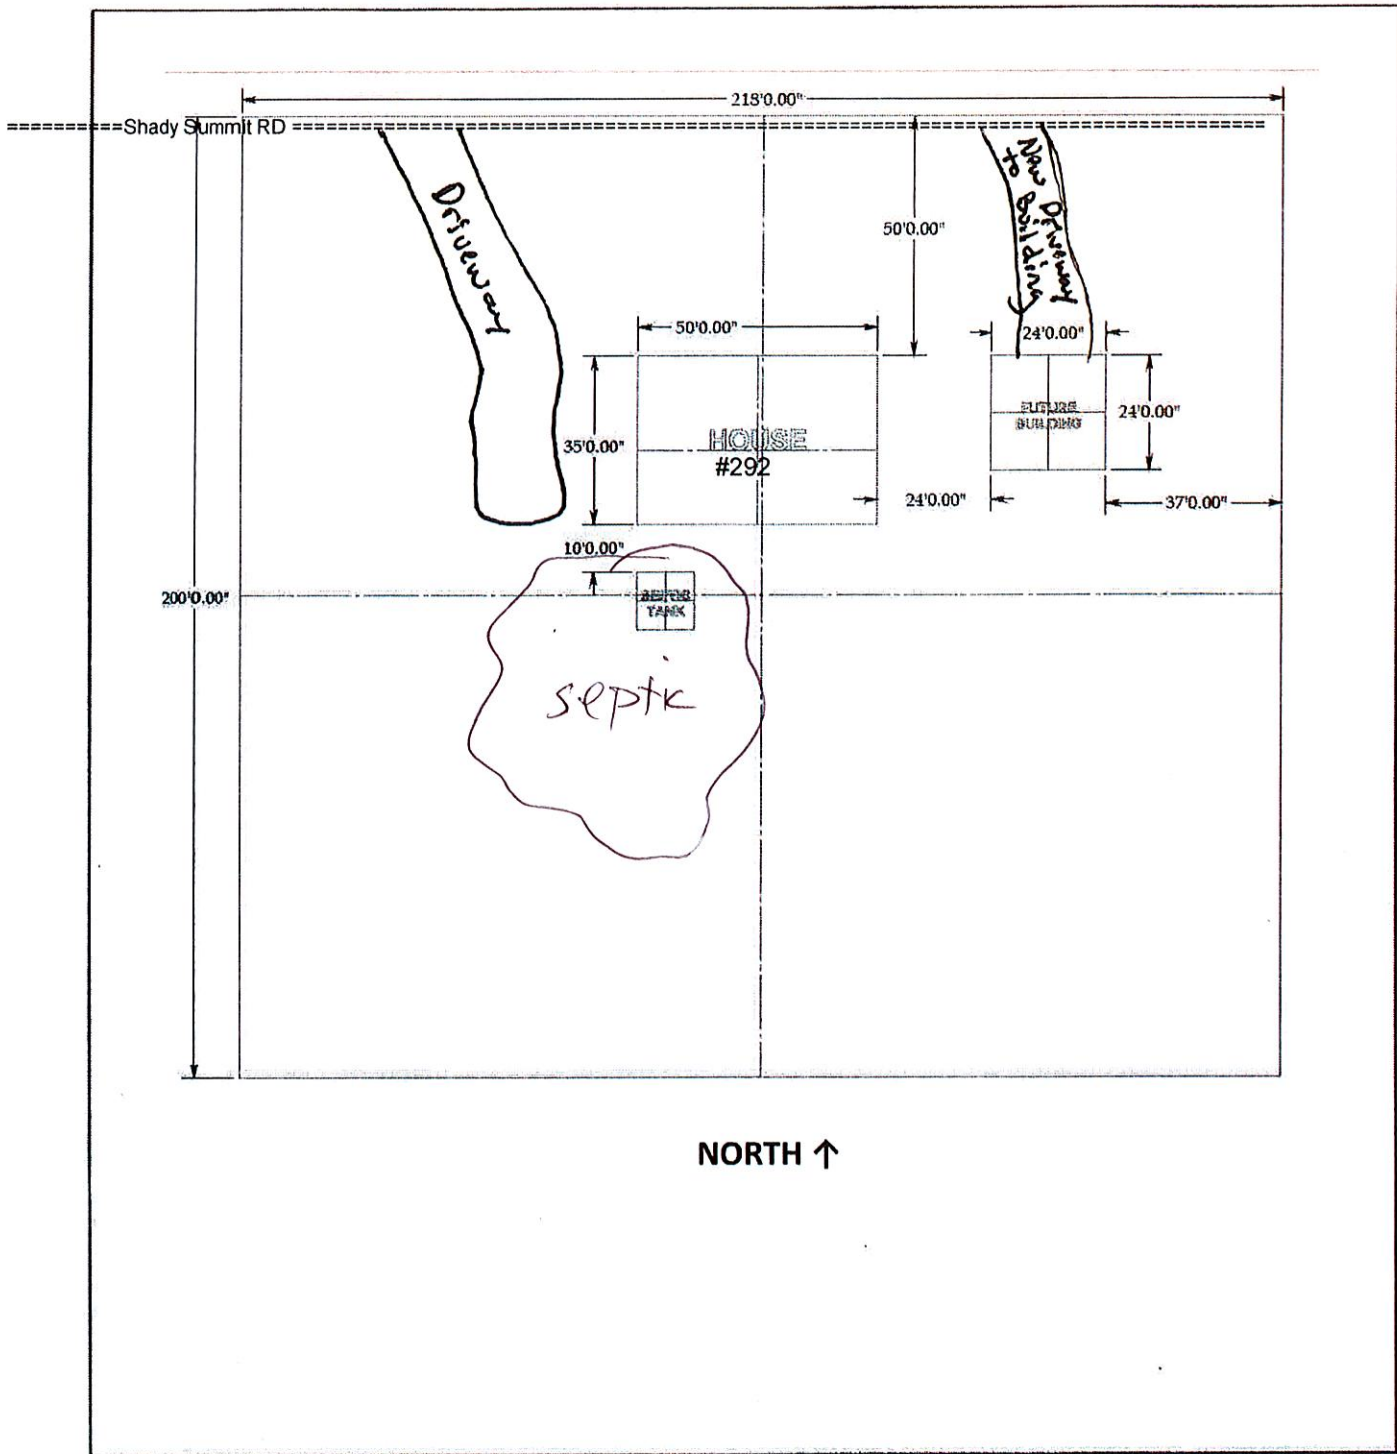 218'0.00"
=======Shady Summit RD =======
Driveway
New Driveway
to Building
50'0.00"
50'0.00"
24'0.00"
35'0.00"
HOUSE
#292
FUTURE
BUILDING
24'0.00"
24'0.00"
37'0.00"
10'0.00"
200'0.00"
SEPTIC
TANK
septic
NORTH ↑